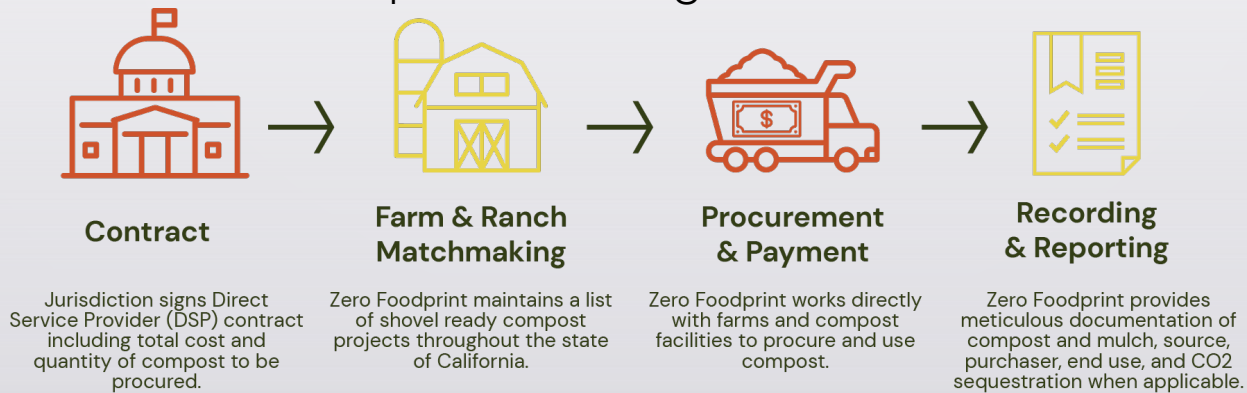 $
Contract
Jurisdiction signs Direct
Service Provider (DSP) contract
including total cost and
quantity of compost to be
procured.
Farm & Ranch
Matchmaking
Zero Foodprint maintains a list
of shovel ready compost
projects throughout the state
of California.
Procurement
& Payment
Zero Foodprint works directly
with farms and compost
facilities to procure and use
compost.
Recording
& Reporting
Zero Foodprint provides
meticulous documentation of
compost and mulch, source,
purchaser, end use, and CO2
sequestration when applicable.